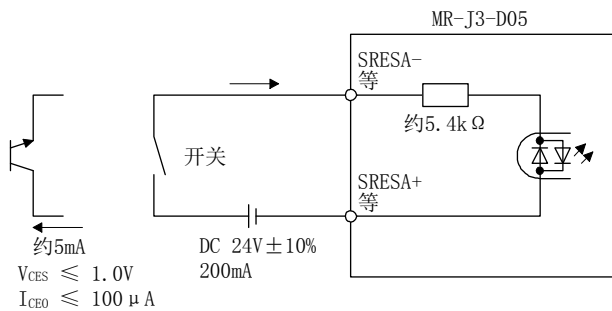 MR-J3-D05
SRESA-
等
约5.4kΩ
开关
SRESA+
等
约5mA
DC 24V±10%
200mA
VCES ≤ 1.0V
ICEO ≤ 100μA